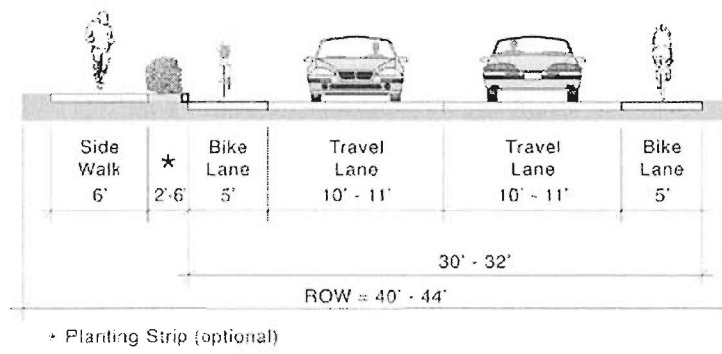 Side
Walk
6'
*
2'-6'
Bike
Lane
5'
Travel
Lane
10' - 11'
Travel
Lane
10' - 11'
Bike
Lane
5'
30' - 32'
ROW = 40' - 44'
* Planting Strip (optional)